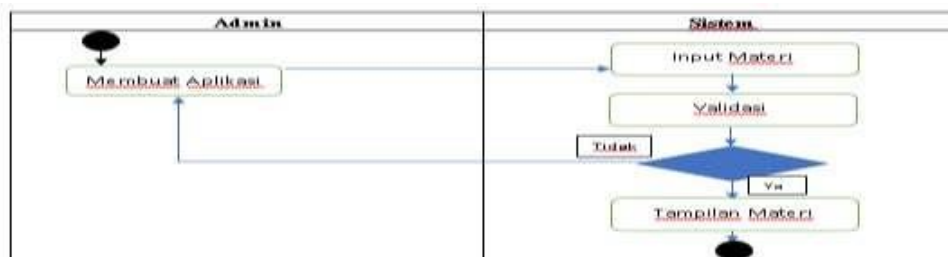 Admin
Sistem
Membuat Aplikasi
Input Materi
Validasi
Tidak
Ya
Tampilan Materi